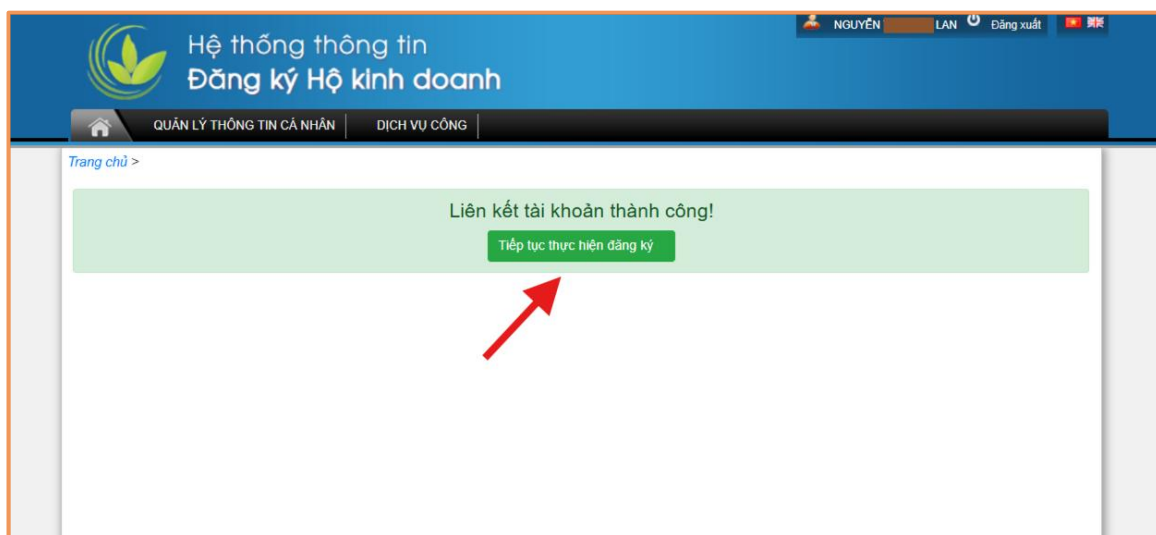 NGUYỄN LAN Đăng xuất
Hệ thống thông tin
Đăng ký Hộ kinh doanh
QUẢN LÝ THÔNG TIN CÁ NHÂN DỊCH VỤ CÔNG
Trang chủ >
Liên kết tài khoản thành công!
Tiếp tục thực hiện đăng ký